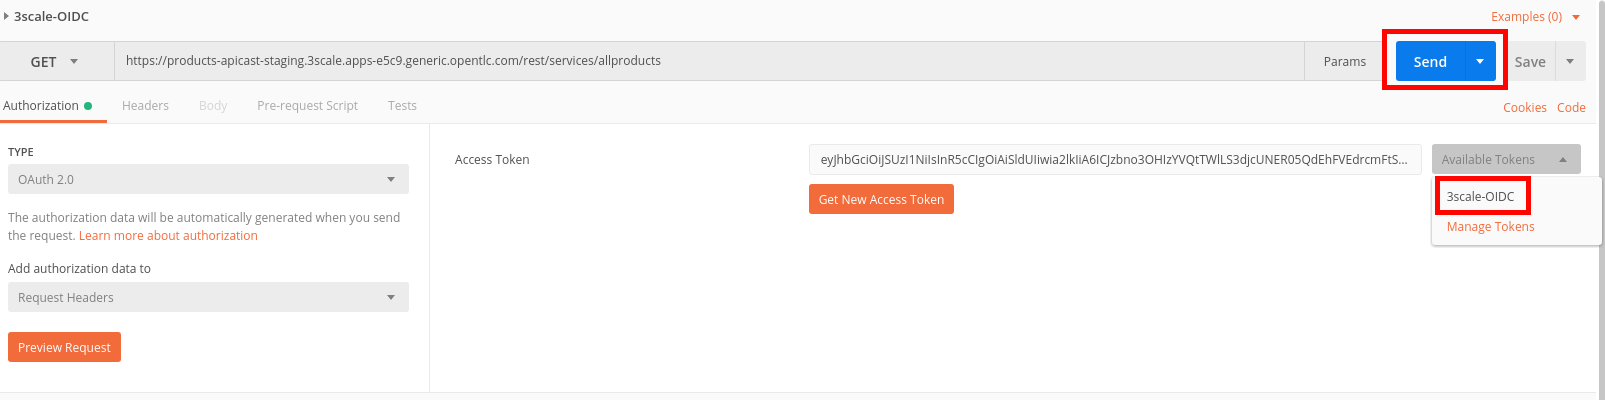 3scale-OIDC
Examples (0)
GET
https://products-apicast-staging.3scale.apps-e5c9.generic.opentlc.com/rest/services/allproducts
Params
Send
Save
Authorization
Headers
Body
Pre-request Script
Tests
Cookies
Code
TYPE
OAuth 2.0
The authorization data will be automatically generated when you send
the request. Learn more about authorization
Add authorization data to
Request Headers
Preview Request
Access Token
eyJhbGciOiJSUzI1NiIsInR5cCIgOiAiSldUIiwia2lkIiA6ICJzbno3OHIzYVQtTWlLS3djcUNER05QdEhFVEdrcmFtS...
Get New Access Token
Available Tokens
3scale-OIDC
Manage Tokens